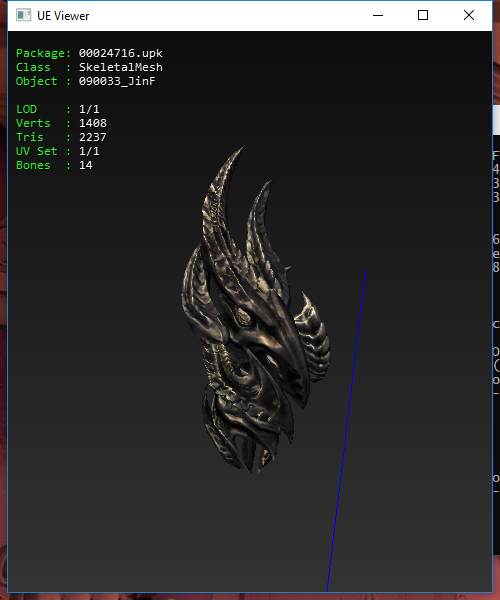 UE Viewer
Package: 00024716.upk
Class  : SkeletalMesh
Object : 090033_JinF
LOD    : 1/1
Verts  : 1408
Tris   : 2237
UV Set : 1/1
Bones  : 14